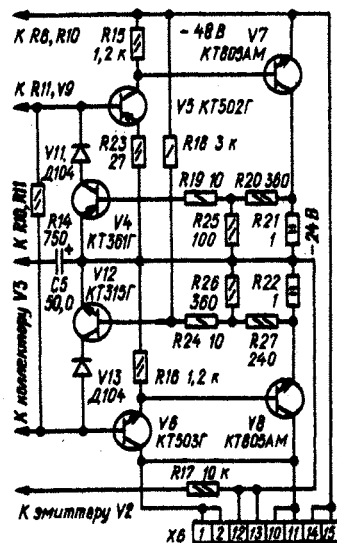 К R8, R10
R15
1,2 к
-48 В
V7
КТ805АМ
К R11, V9
V5 КТ502Г
V11,
Д104
R23
27
R18 3 к
R19 10
R20 360
К R10, R11
R14
750
V4
КТ361Г
R25
100
R21
1
-24 В
С5
50,0
V12
КТ315Г
R26
360
R22
1
К коллектору V3
R24 10
R27
240
V13
Д104
R16 1,2 к
V6
КТ503Г
V8
КТ805АМ
R17 10 к
К эмиттеру V2
X6
1 2 12 13 10 11 14 15